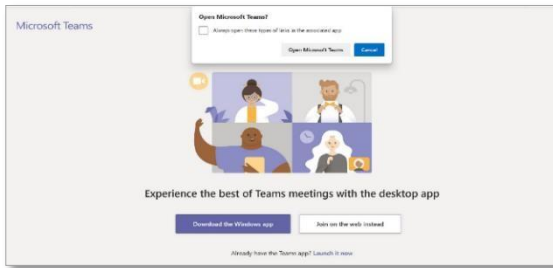 Microsoft Teams
Open Microsoft Teams?
Always open these types of links in the associated app
Open Microsoft Teams
Cancel
Experience the best of Teams meetings with the desktop app
Download the Windows app
Join on the web instead
Already have the Teams app? Launch it now